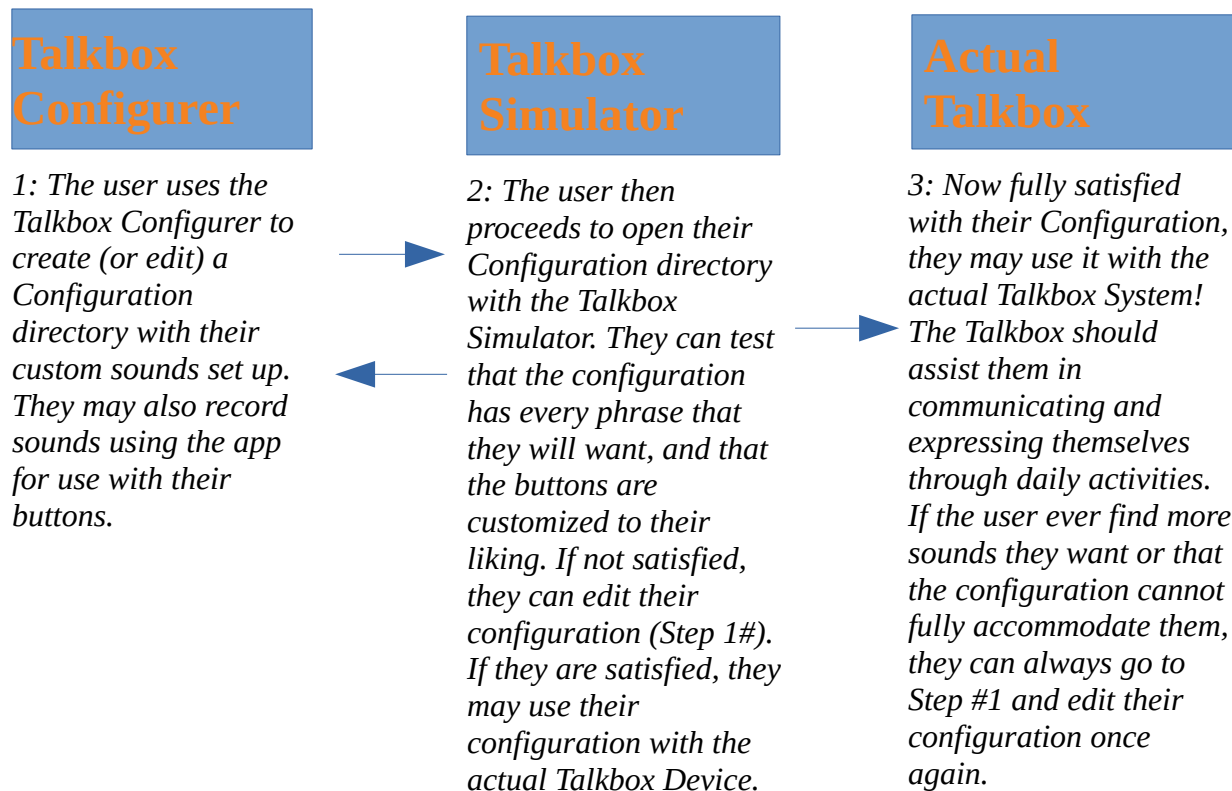 Talkbox
Configurer
1: The user uses the
Talkbox Configurer to
create (or edit) a
Configuration
directory with their
custom sounds set up.
They may also record
sounds using the app
for use with their
buttons.
Talkbox
Simulator
2: The user then
proceeds to open their
Configuration directory
with the Talkbox
Simulator. They can test
that the configuration
has every phrase that
they will want, and that
the buttons are
customized to their
liking. If not satisfied,
they can edit their
configuration (Step 1#).
If they are satisfied, they
may use their
configuration with the
actual Talkbox Device.
Actual
Talkbox
3: Now fully satisfied
with their Configuration,
they may use it with the
actual Talkbox System!
The Talkbox should
assist them in
communicating and
expressing themselves
through daily activities.
If the user ever find more
sounds they want or that
the configuration cannot
fully accommodate them,
they can always go to
Step #1 and edit their
configuration once
again.